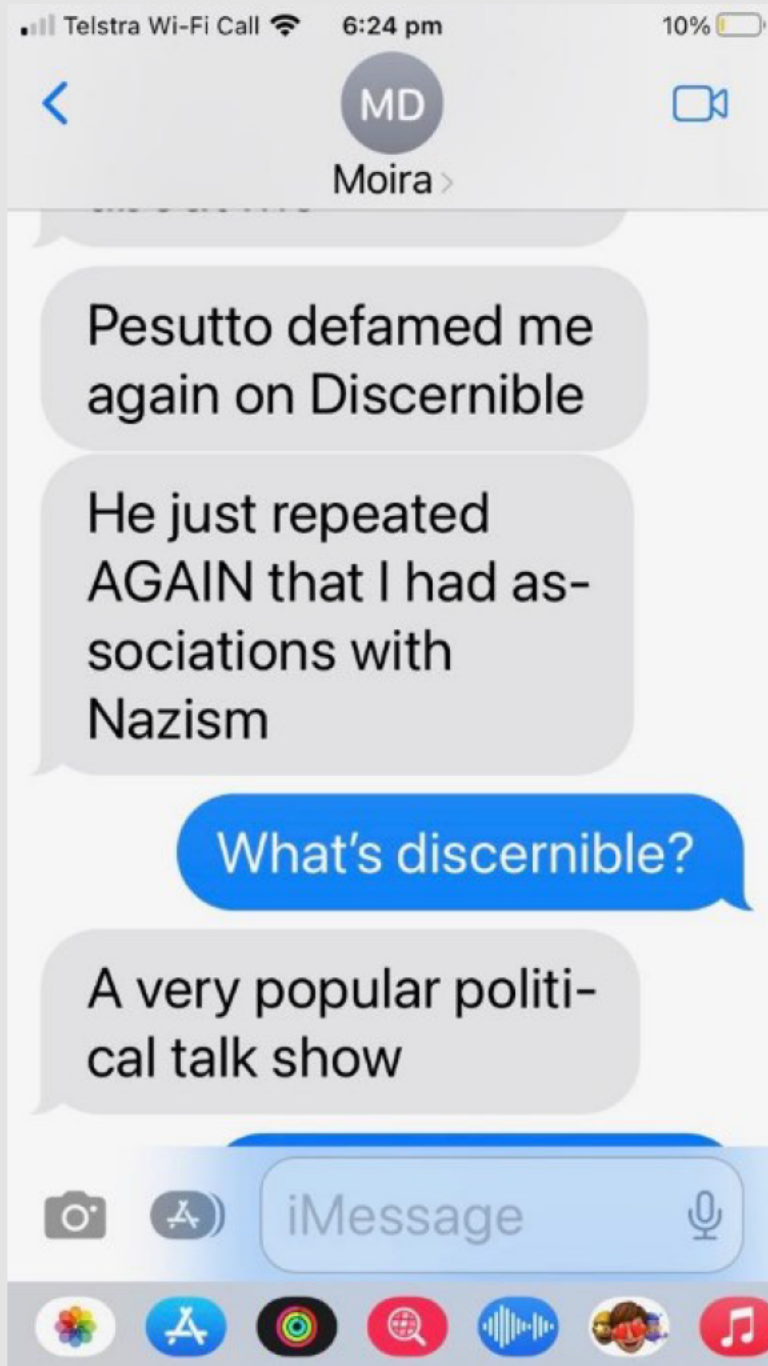 Telstra Wi-Fi Call 6:24 pm 10%
MD
Moira
Pesutto defamed me
again on Discernible
He just repeated
AGAIN that I had as-
sociations with
Nazism
What's discernible?
A very popular politi-
cal talk show
iMessage